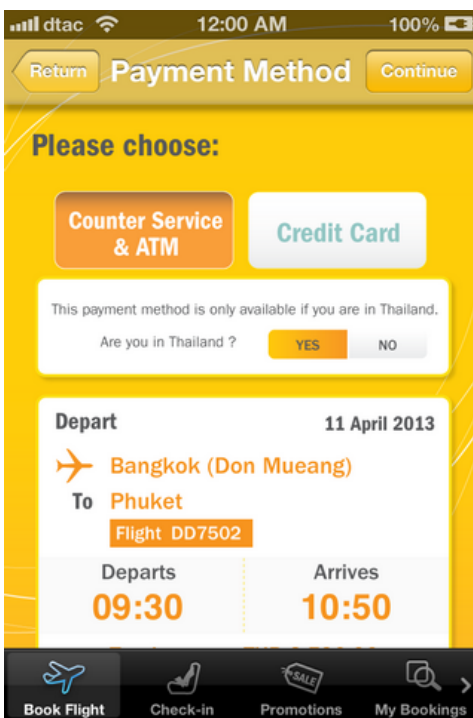 dtac 12:00 AM 100%
Return Payment Method Continue
Please choose:
Counter Service
& ATM
Credit Card
This payment method is only available if you are in Thailand.
Are you in Thailand ? YES NO
Depart 11 April 2013
Bangkok (Don Mueang)
To Phuket
Flight DD7502
Departs Arrives
09:30 10:50
SALE
Book Flight Check-in Promotions My Bookings